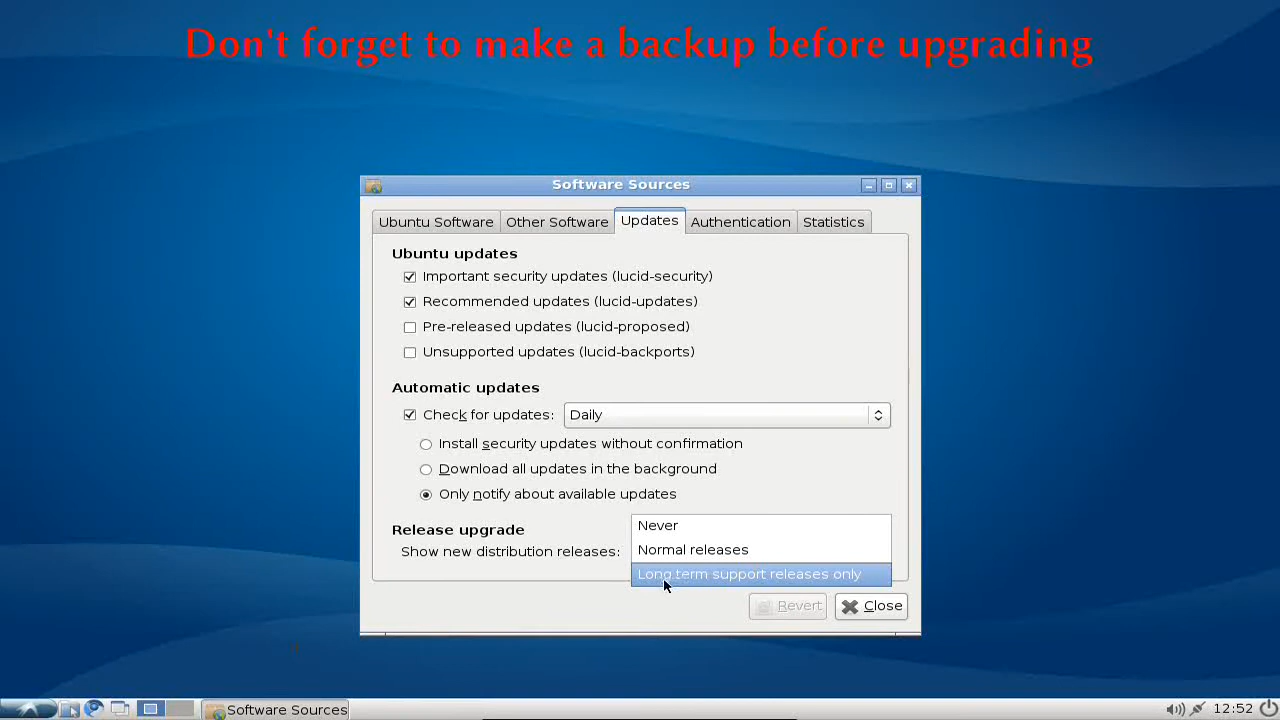 Don't forget to make a backup before upgrading
Software Sources
Ubuntu Software Other Software Updates Authentication Statistics
Ubuntu updates
Important security updates (lucid-security)
Recommended updates (lucid-updates)
Pre-released updates (lucid-proposed)
Unsupported updates (lucid-backports)
Automatic updates
Check for updates: Daily
Install security updates without confirmation
Download all updates in the background
Only notify about available updates
Release upgrade
Never
Show new distribution releases: Normal releases
Long term support releases only
Revert Close
Software Sources 12:52